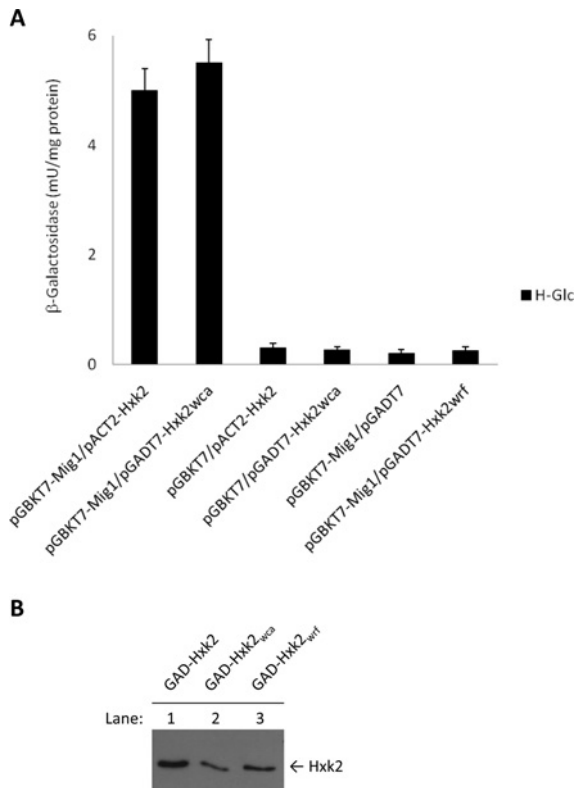 A
β-Galactosidase (mU/mg protein)
6
4
2
0
H-Glc
pGBKT7-Mig1/pACT2-Hxk2
pGBKT7-Mig1/pGADT7-Hxk2wca
pGBKT7/pACT2-Hxk2
pGBKT7/pGADT7-Hxk2wca
pGBKT7-Mig1/pGADT7
pGBKT7-Mig1/pGADT7-Hxk2wrf
B
GAD-Hxk2
GAD-Hxk2wca
GAD-Hxk2wrf
Lane: 1 2 3
← Hxk2